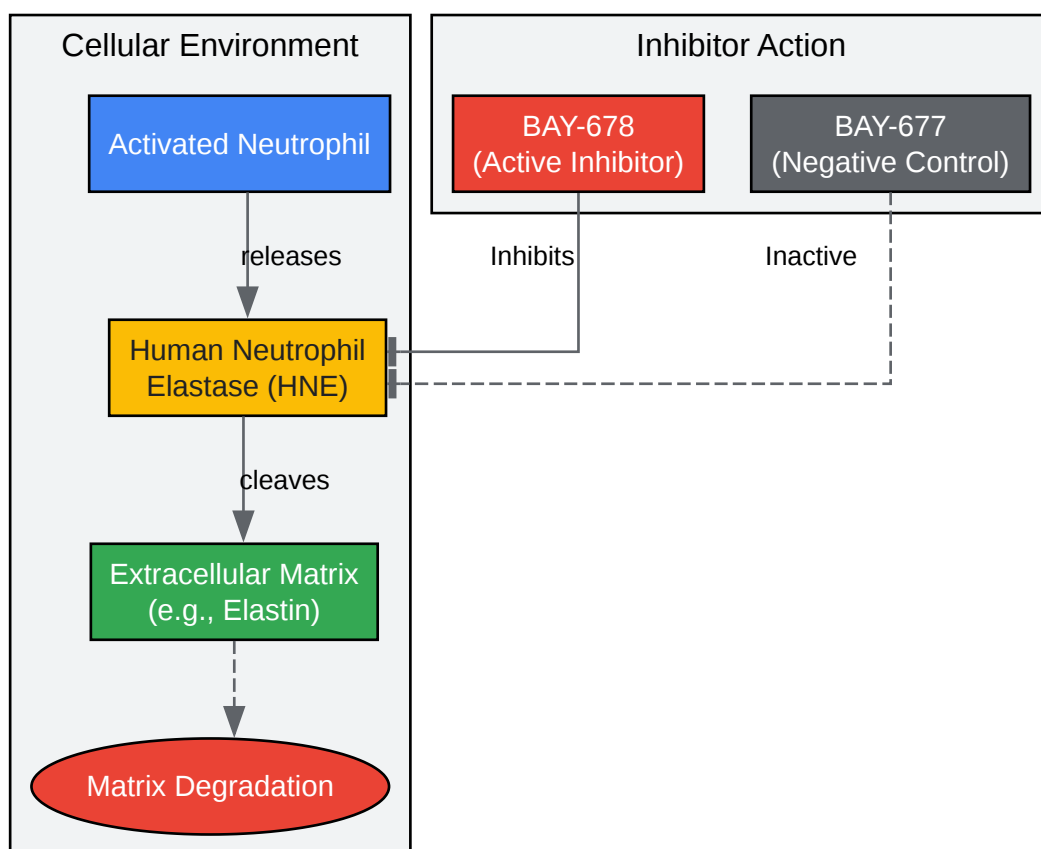 Cellular Environment
Activated Neutrophil
releases
Human Neutrophil
Elastase (HNE)
cleaves
Extracellular Matrix
(e.g., Elastin)
Matrix Degradation
Inhibitor Action
BAY-678
(Active Inhibitor)
BAY-677
(Negative Control)
Inhibits
Inactive